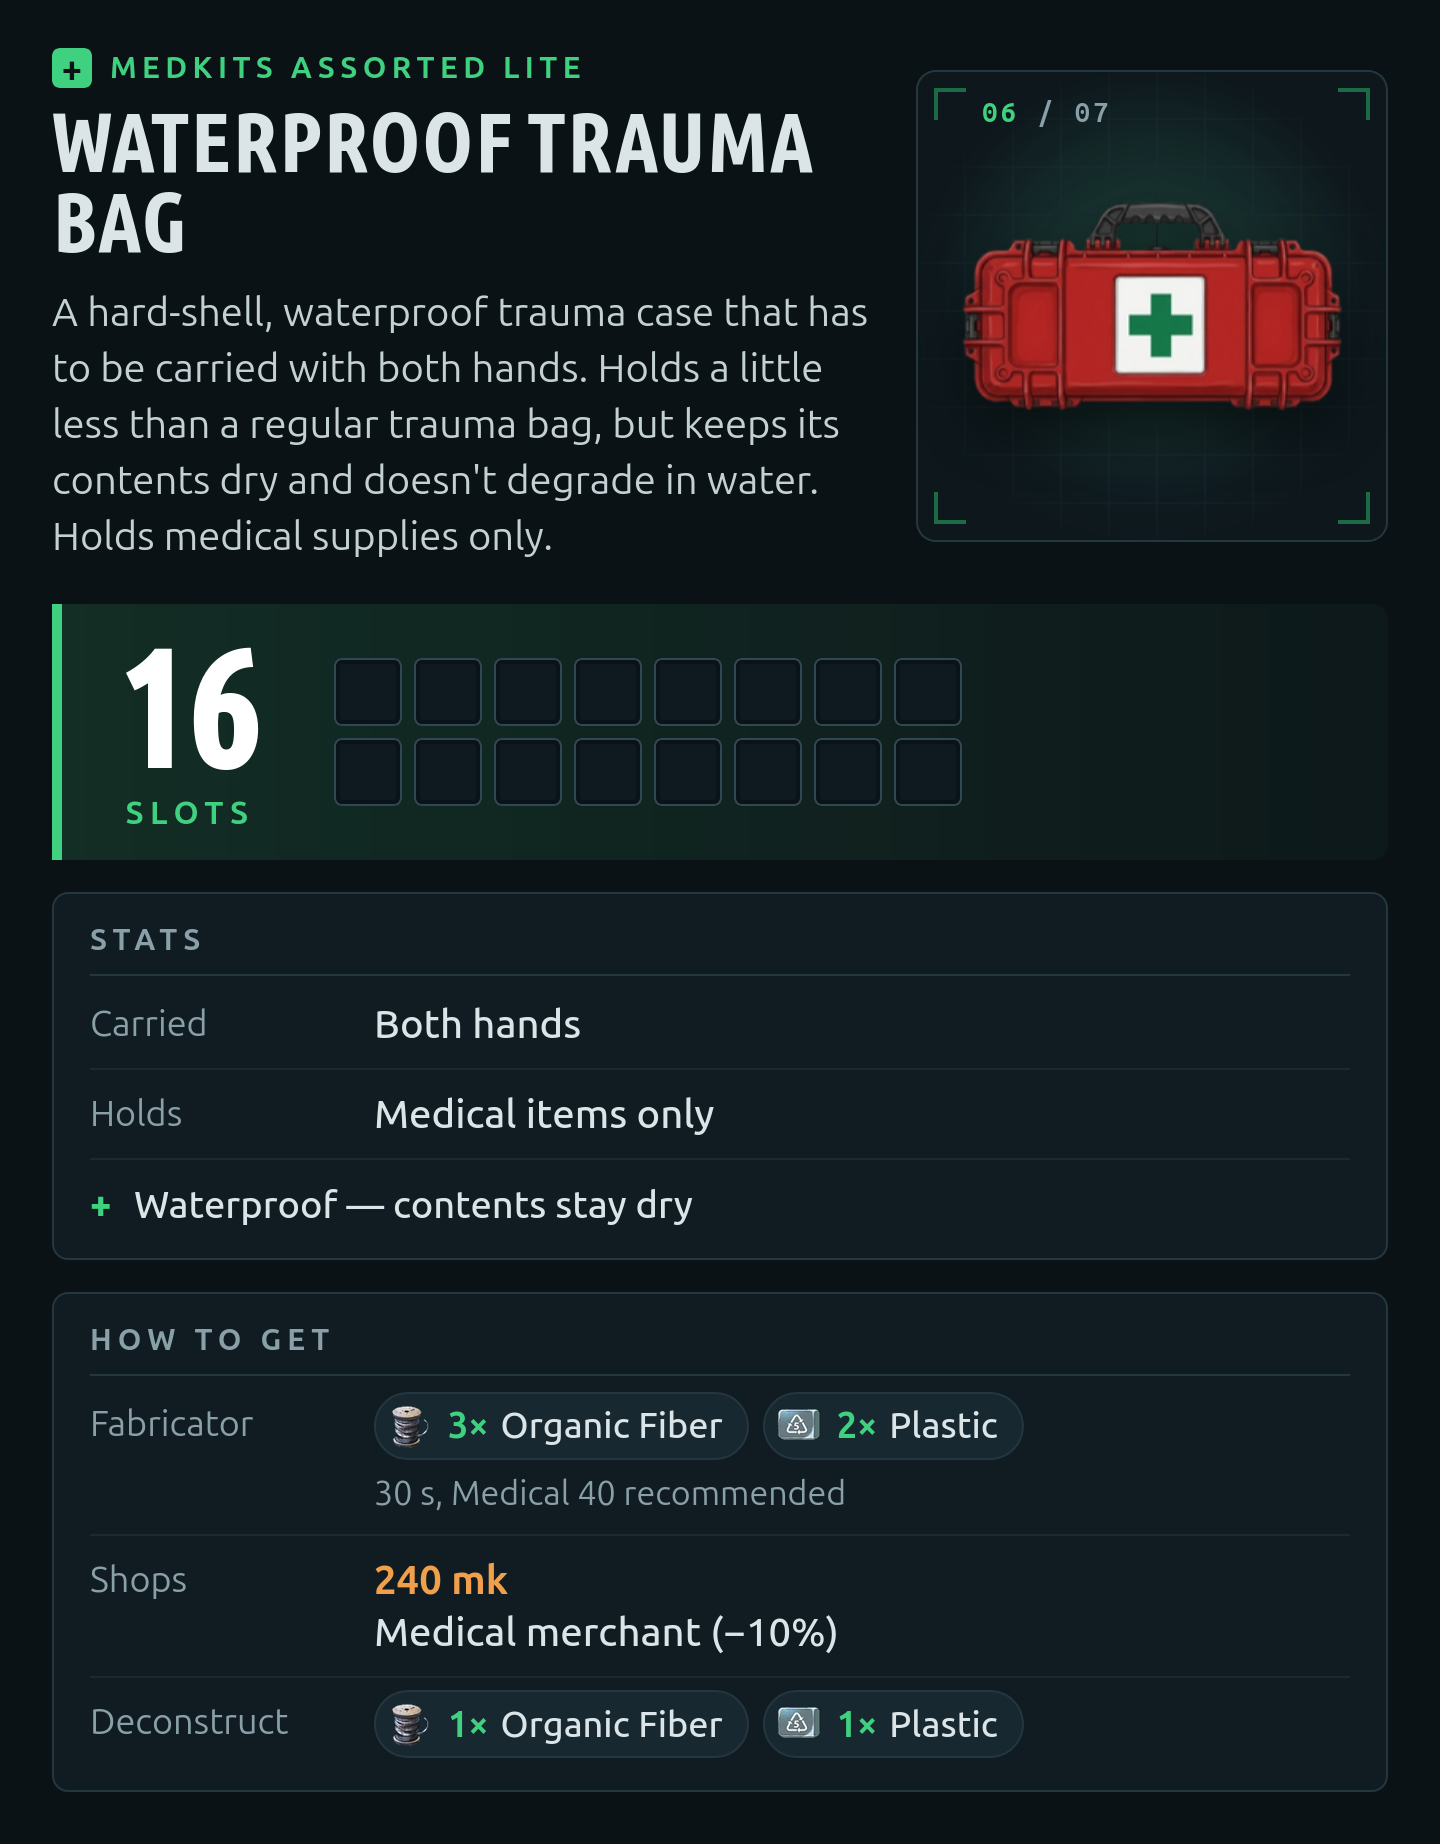 MEDKITS ASSORTED LITE
WATERPROOF TRAUMA
BAG
A hard-shell, waterproof trauma case that has
to be carried with both hands. Holds a little
less than a regular trauma bag, but keeps its
contents dry and doesn't degrade in water.
Holds medical supplies only.
06 / 07
16
SLOTS
STATS
Carried Both hands
Holds Medical items only
+ Waterproof — contents stay dry
HOW TO GET
Fabricator 3× Organic Fiber 2× Plastic
30 s, Medical 40 recommended
Shops 240 mk
Medical merchant (−10%)
Deconstruct 1× Organic Fiber 1× Plastic